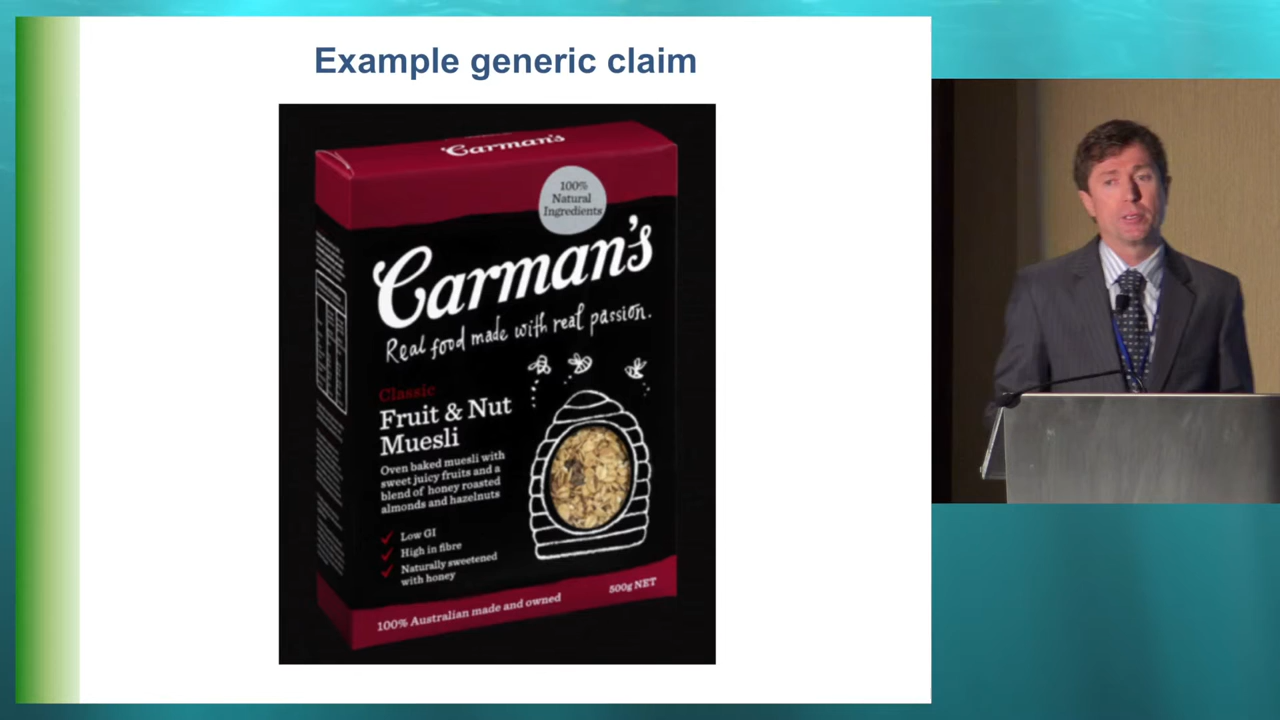 Example generic claim
Carman's
100%
Natural
Ingredients
Carman's
Real food made with real passion.
Classic
Fruit & Nut
Muesli
Oven baked muesli with
sweet juicy fruits and a
blend of honey roasted
almonds and hazelnuts
Low GI
High in fibre
Naturally sweetened
with honey
500g NET
100% Australian made and owned